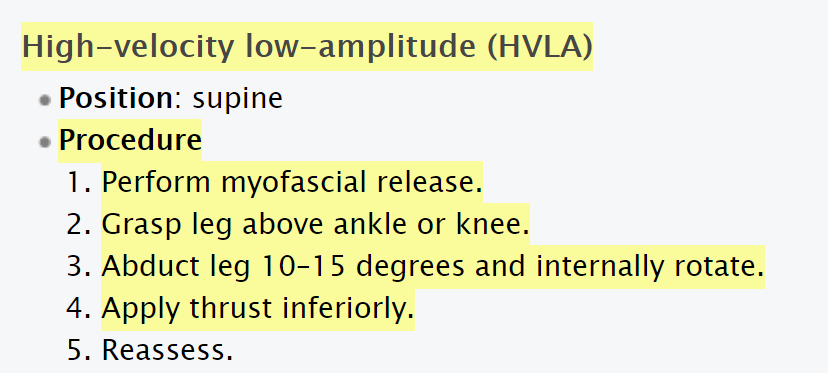 High-velocity low-amplitude (HVLA)
Position: supine
Procedure
1. Perform myofascial release.
2. Grasp leg above ankle or knee.
3. Abduct leg 10–15 degrees and internally rotate.
4. Apply thrust inferiorly.
5. Reassess.